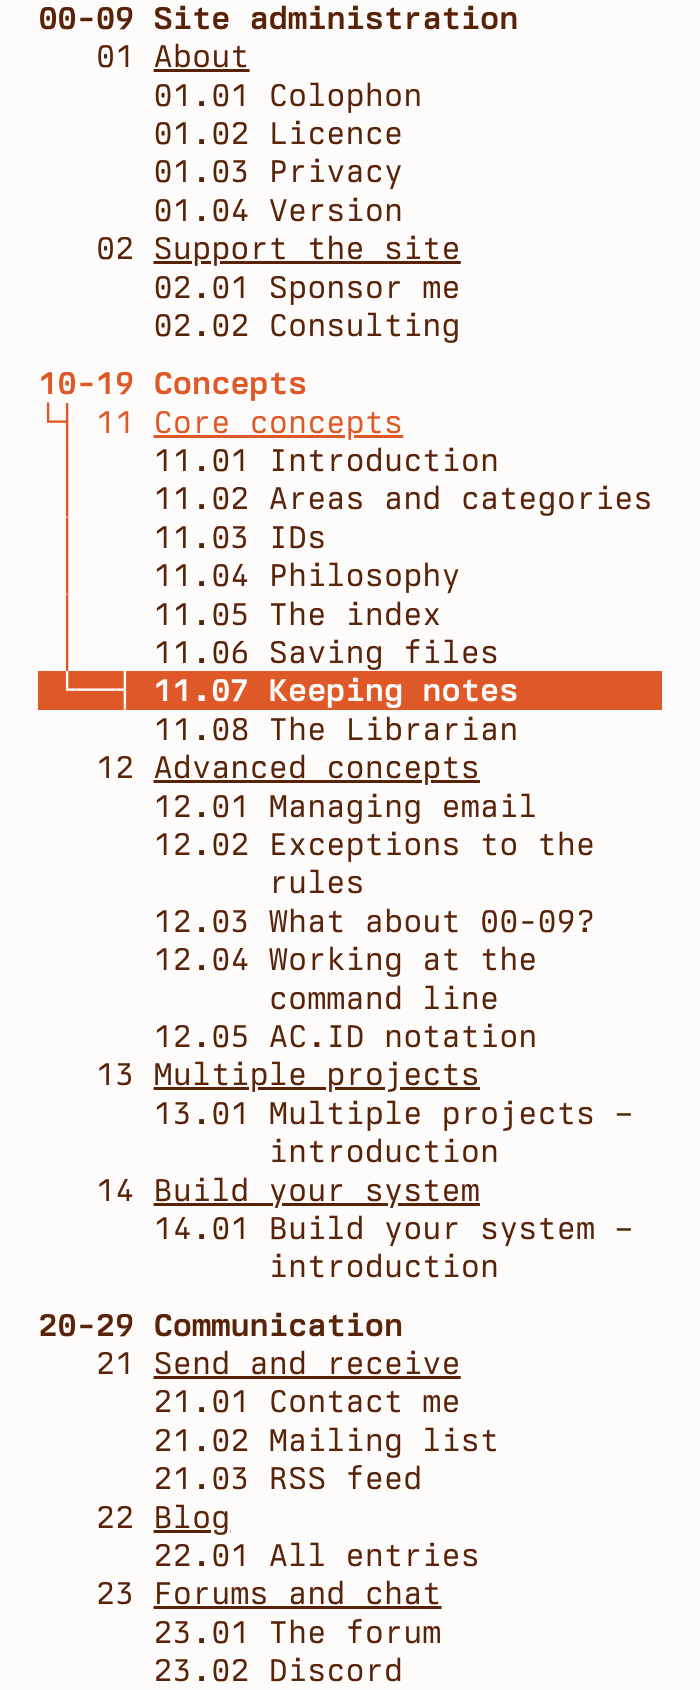 00-09 Site administration
01 About
01.01 Colophon
01.02 Licence
01.03 Privacy
01.04 Version
02 Support the site
02.01 Sponsor me
02.02 Consulting
10-19 Concepts
11 Core concepts
11.01 Introduction
11.02 Areas and categories
11.03 IDs
11.04 Philosophy
11.05 The index
11.06 Saving files
11.07 Keeping notes
11.08 The Librarian
12 Advanced concepts
12.01 Managing email
12.02 Exceptions to the
rules
12.03 What about 00-09?
12.04 Working at the
command line
12.05 AC.ID notation
13 Multiple projects
13.01 Multiple projects –
introduction
14 Build your system
14.01 Build your system –
introduction
20-29 Communication
21 Send and receive
21.01 Contact me
21.02 Mailing list
21.03 RSS feed
22 Blog
22.01 All entries
23 Forums and chat
23.01 The forum
23.02 Discord